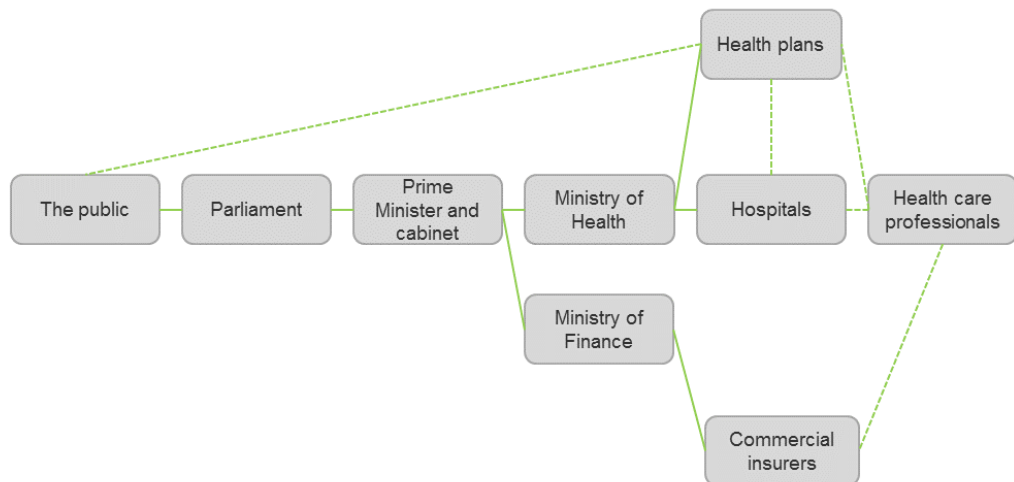 Health plans
The public
Parliament
Prime
Minister and
cabinet
Ministry of
Health
Hospitals
Health care
professionals
Ministry of
Finance
Commercial
insurers